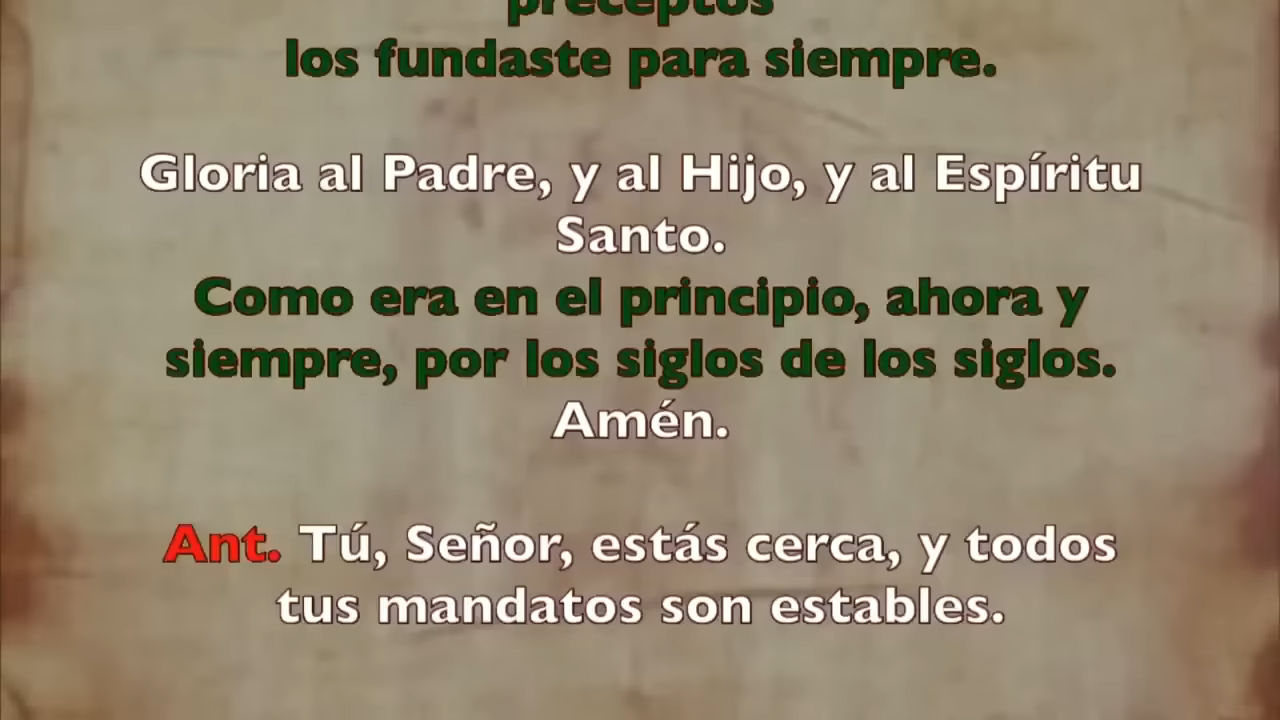 preceptos
los fundaste para siempre.
Gloria al Padre, y al Hijo, y al Espíritu
Santo.
Como era en el principio, ahora y
siempre, por los siglos de los siglos.
Amén.
Ant. Tú, Señor, estás cerca, y todos
tus mandatos son estables.